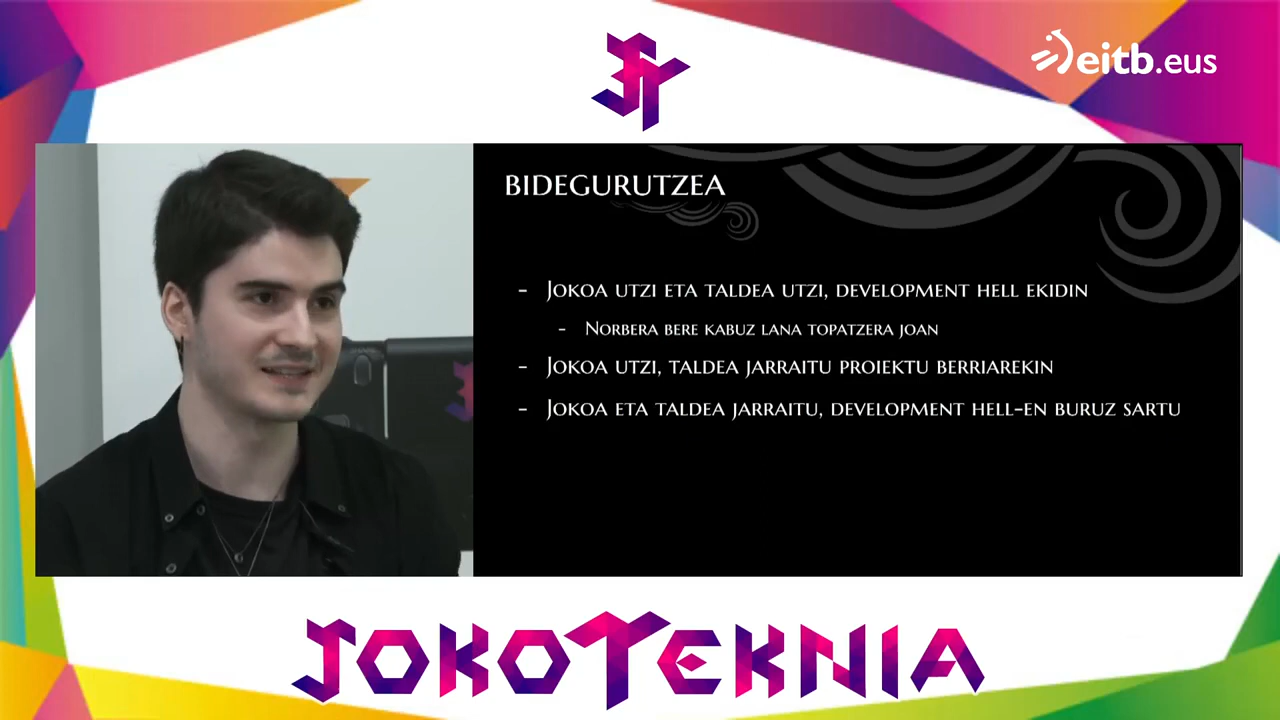 eitb.eus
BIDEGURUTZEA
- JOKOA UTZI ETA TALDEA UTZI, DEVELOPMENT HELL EKIDIN
- NORBERA BERE KABUZ LANA TOPATZERA JOAN
- JOKOA UTZI, TALDEA JARRAITU PROIEKTU BERRIAREKIN
- JOKOA ETA TALDEA JARRAITU, DEVELOPMENT HELL-EN BURUZ SARTU
JOKOTEKNIA